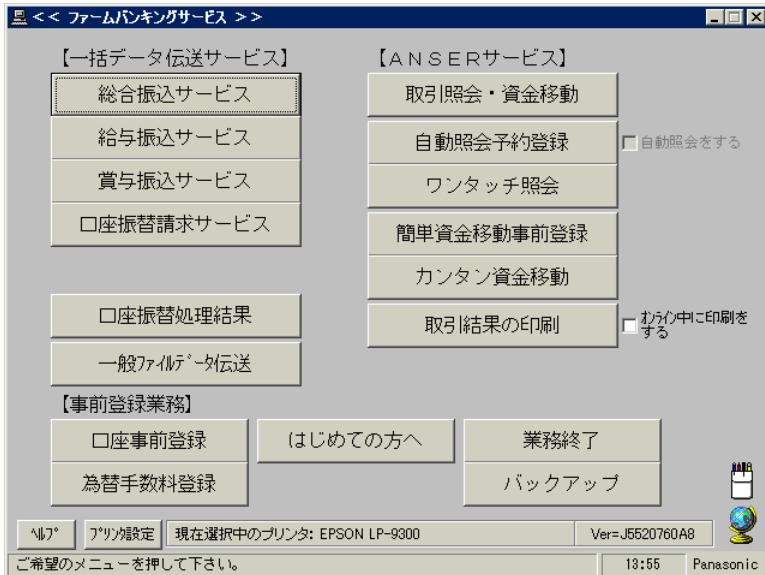 << ファームバンキングサービス >>
【一括データ伝送サービス】
総合振込サービス
給与振込サービス
賞与振込サービス
口座振替請求サービス
口座振替処理結果
一般ﾌｧｲﾙﾃﾞｰﾀ伝送
【ＡＮＳＥＲサービス】
取引照会・資金移動
自動照会予約登録
自動照会をする
ワンタッチ照会
簡単資金移動事前登録
カンタン資金移動
取引結果の印刷
ｵﾝﾗｲﾝ中に印刷を
する
【事前登録業務】
口座事前登録
はじめての方へ
業務終了
為替手数料登録
バックアップ
ﾍﾙﾌﾟ
ﾌﾟﾘﾝﾀ設定
現在選択中のプリンタ: EPSON LP-9300
Ver=J5520760A8
ご希望のメニューを押して下さい。
13:55
Panasonic